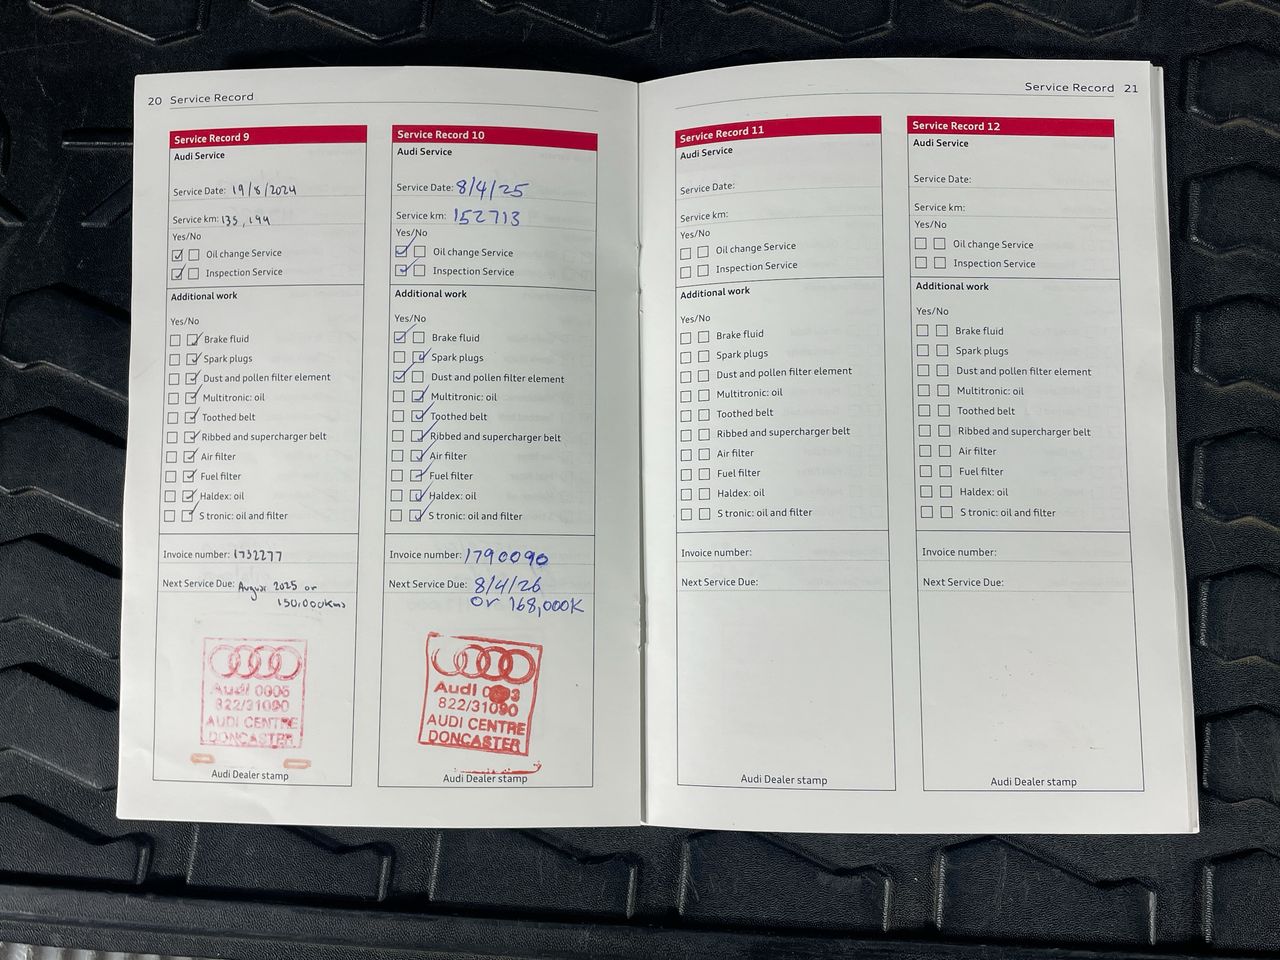 20 Service Record
Service Record 9
Audi Service
Service Date: 19/8/2024
Service km: 135,194
Yes/No
Oil change Service
Inspection Service
Additional work
Yes/No
Brake fluid
Spark plugs
Dust and pollen filter element
Multitronic: oil
Toothed belt
Ribbed and supercharger belt
Air filter
Fuel filter
Haldex: oil
S tronic: oil and filter
Invoice number: 1732277
Next Service Due: August 2025 or
150,000kms
Audi 0006
822/31090
AUDI CENTRE
DONCASTER
Audi Dealer stamp
Service Record 10
Audi Service
Service Date: 8/4/25
Service km: 152713
Yes/No
Oil change Service
Inspection Service
Additional work
Yes/No
Brake fluid
Spark plugs
Dust and pollen filter element
Multitronic: oil
Toothed belt
Ribbed and supercharger belt
Air filter
Fuel filter
Haldex: oil
S tronic: oil and filter
Invoice number: 1790090
Next Service Due: 8/4/26
or 168,000K
Audi
822/31090
AUDI CENTRE
DONCASTER
Audi Dealer stamp
Service Record 21
Service Record 11
Audi Service
Service Date:
Service km:
Yes/No
Oil change Service
Inspection Service
Additional work
Yes/No
Brake fluid
Spark plugs
Dust and pollen filter element
Multitronic: oil
Toothed belt
Ribbed and supercharger belt
Air filter
Fuel filter
Haldex: oil
S tronic: oil and filter
Invoice number:
Next Service Due:
Audi Dealer stamp
Service Record 12
Audi Service
Service Date:
Service km:
Yes/No
Oil change Service
Inspection Service
Additional work
Yes/No
Brake fluid
Spark plugs
Dust and pollen filter element
Multitronic: oil
Toothed belt
Ribbed and supercharger belt
Air filter
Fuel filter
Haldex: oil
S tronic: oil and filter
Invoice number:
Next Service Due:
Audi Dealer stamp